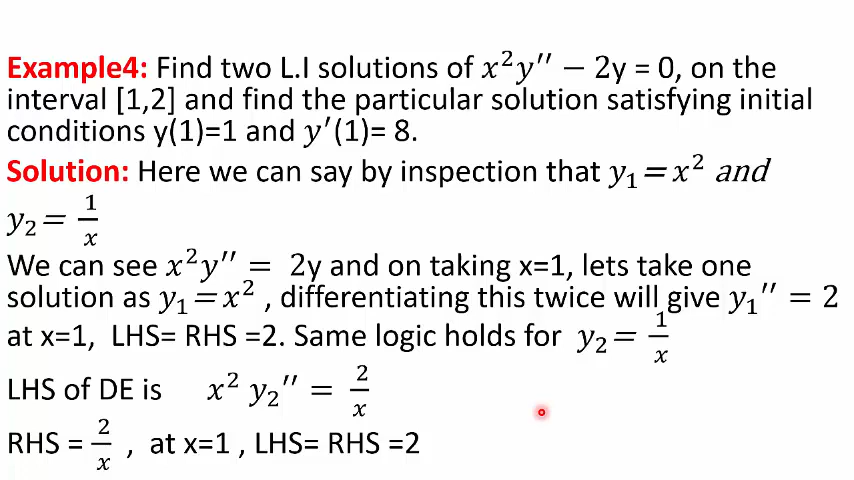 Example4: Find two L.I solutions of x²y′′ − 2y = 0, on the
interval [1,2] and find the particular solution satisfying initial
conditions y(1)=1 and y′(1)= 8.
Solution: Here we can say by inspection that y₁=x² and
y₂= 1/x
We can see x²y′′ = 2y and on taking x=1, lets take one
solution as y₁=x² , differentiating this twice will give y₁′′ = 2
at x=1, LHS= RHS =2. Same logic holds for y₂= 1/x
LHS of DE is x² y₂′′ = 2/x
RHS = 2/x , at x=1 , LHS= RHS =2